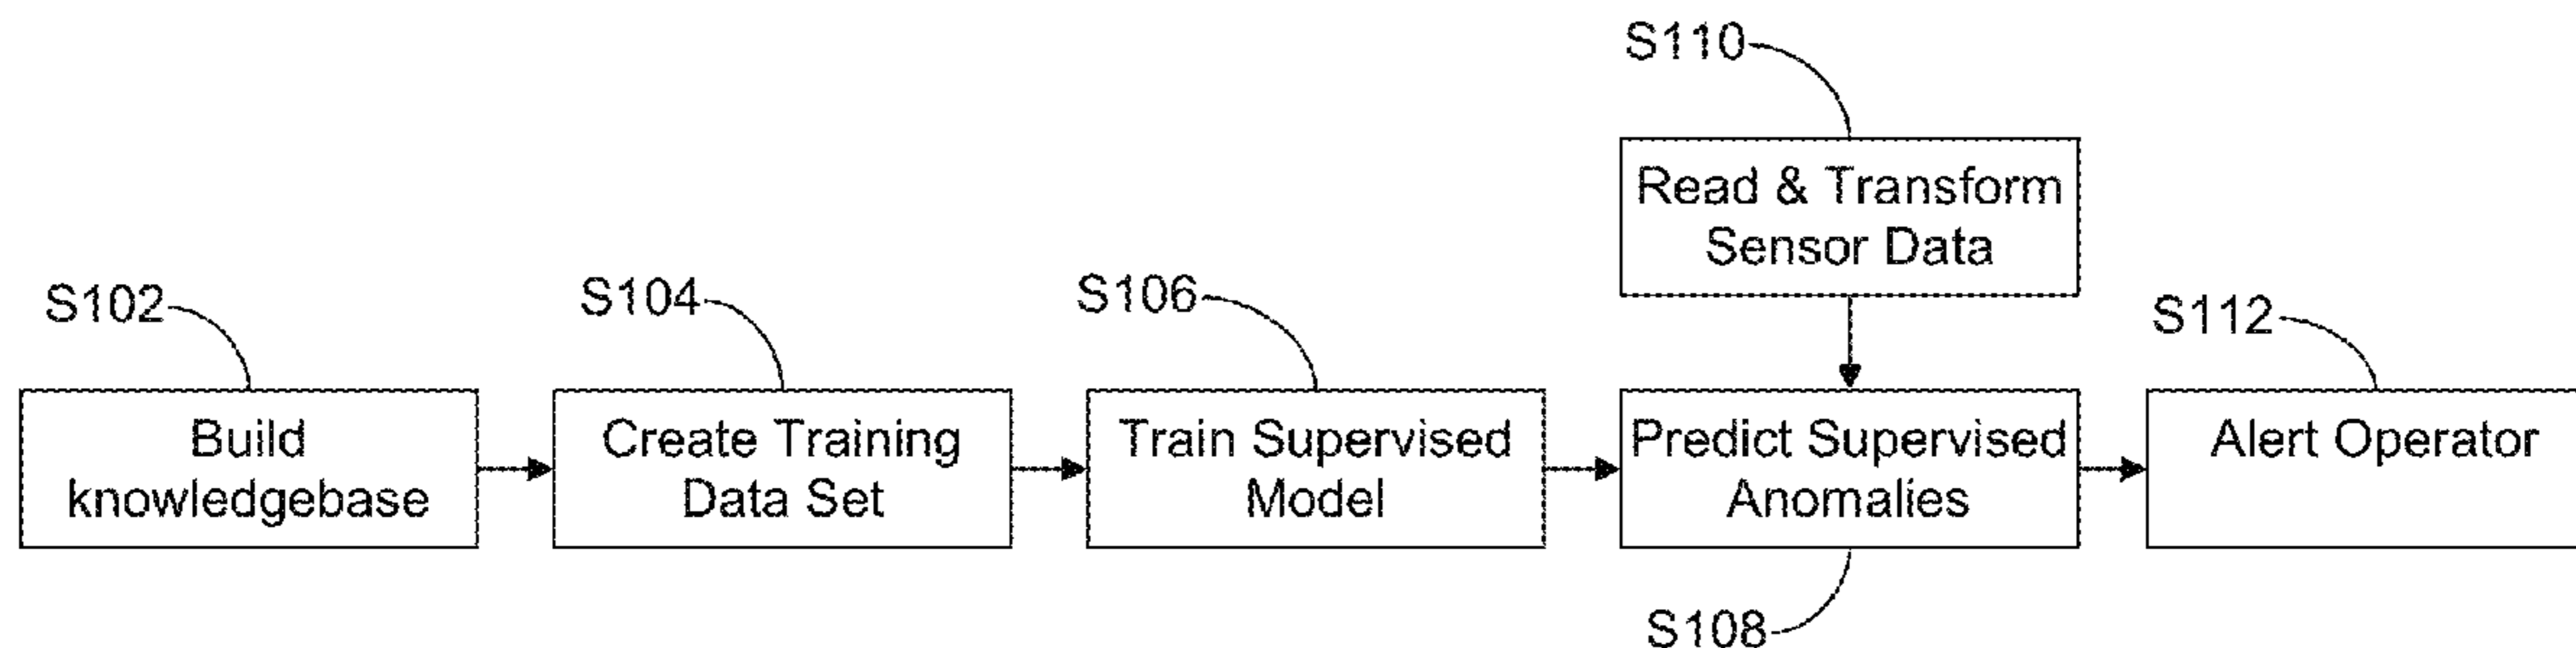 S110
Read & Transform
Sensor Data
S102
S104
S106
S112
Build
knowledgebase
Create Training
Data Set
Train Supervised
Model
Predict Supervised
Anomalies
Alert Operator
S108